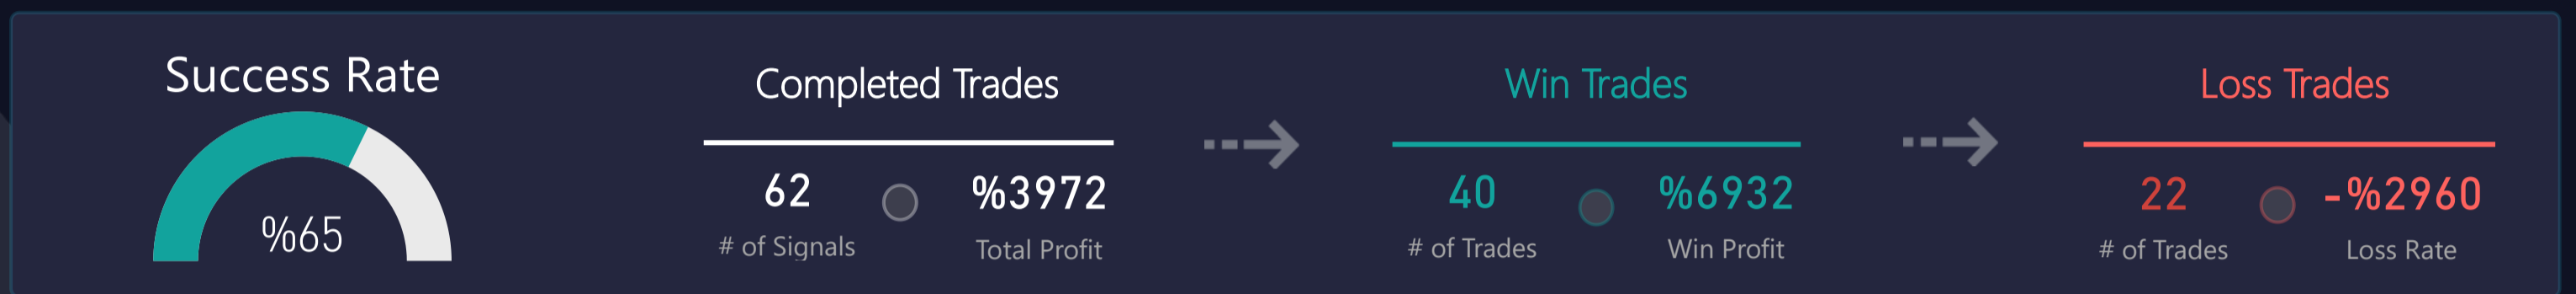 Success Rate
%65
Completed Trades
62
# of Signals
%3972
Total Profit
Win Trades
40
# of Trades
%6932
Win Profit
Loss Trades
22
# of Trades
-%2960
Loss Rate